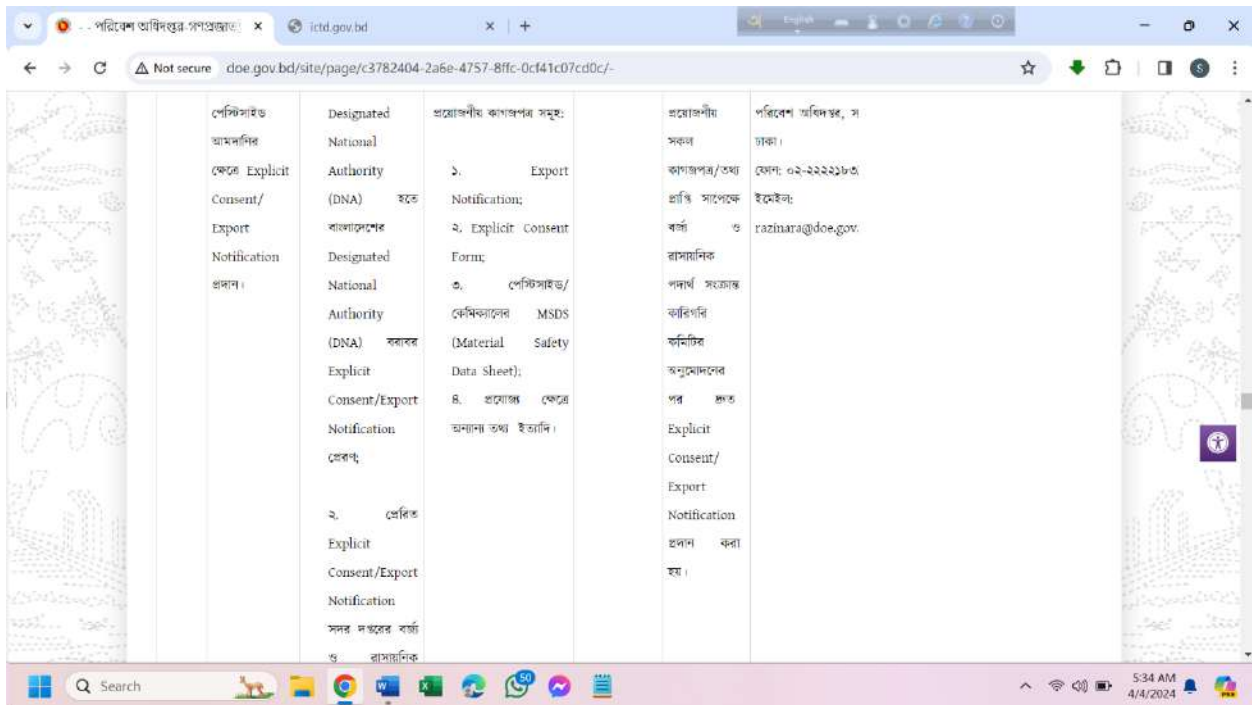 পরিবেশ অধিদপ্তর-গণপ্রজাত
ictd.gov.bd
English
Not secure
doe.gov.bd/site/page/c3782404-2a6e-4757-8ffc-0cf41c07cd0c/-
S
পেস্টিসাইড
আমদানির
ক্ষেত্রে Explicit
Consent/
Export
Notification
প্রদান।
Designated
National
Authority
(DNA) হতে
বাংলাদেশের
Designated
National
Authority
(DNA) বরাবর
Explicit
Consent/Export
Notification
প্রেরণ;
২. প্রেরিত
Explicit
Consent/Export
Notification
সদর দপ্তরের বর্জ্য
ও রাসায়নিক
প্রয়োজনীয় কাগজপত্র সমূহ:
১. Export
Notification;
২. Explicit Consent
Form;
৩. পেস্টিসাইড/
কেমিক্যালের MSDS
(Material Safety
Data Sheet);
৪. প্রযোজ্য ক্ষেত্রে
অন্যান্য তথ্য ইত্যাদি।
প্রয়োজনীয়
সকল
কাগজপত্র/তথ্য
প্রাপ্তি সাপেক্ষে
বর্জ্য ও
রাসায়নিক
পদার্থ সংক্রান্ত
কারিগরি
কমিটির
অনুমোদনের
পর দ্রুত
Explicit
Consent/
Export
Notification
প্রদান করা
হয়।
পরিবেশ অধিদপ্তর, স
ঢাকা।
ফোন: ০২-২২২২১৮৩
ইমেইল:
razinara@doe.gov.
Search
50
5:34 AM
4/4/2024